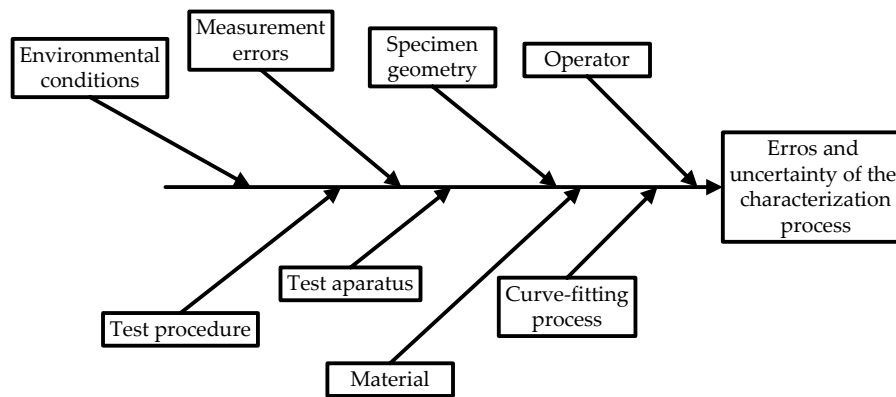 Measurement
errors
Environmental
conditions
Specimen
geometry
Operator
Erros and
uncertainty of the
characterization
process
Test aparatus
Curve-fitting
process
Test procedure
Material